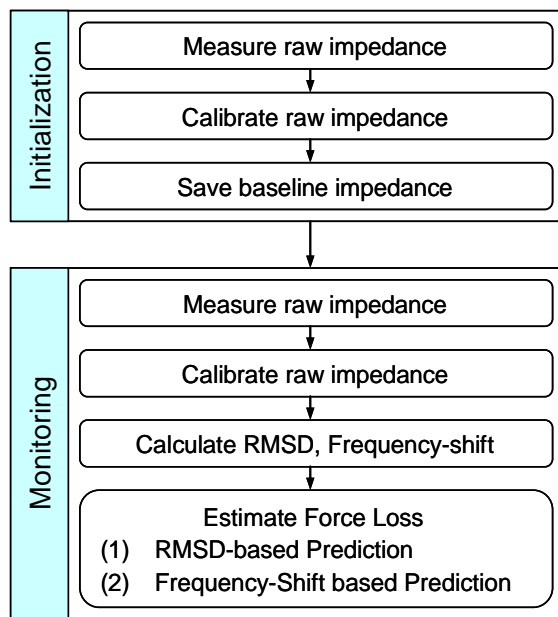 Initialization
Measure raw impedance
Calibrate raw impedance
Save baseline impedance
Monitoring
Measure raw impedance
Calibrate raw impedance
Calculate RMSD, Frequency-shift
Estimate Force Loss
(1) RMSD-based Prediction
(2) Frequency-Shift based Prediction